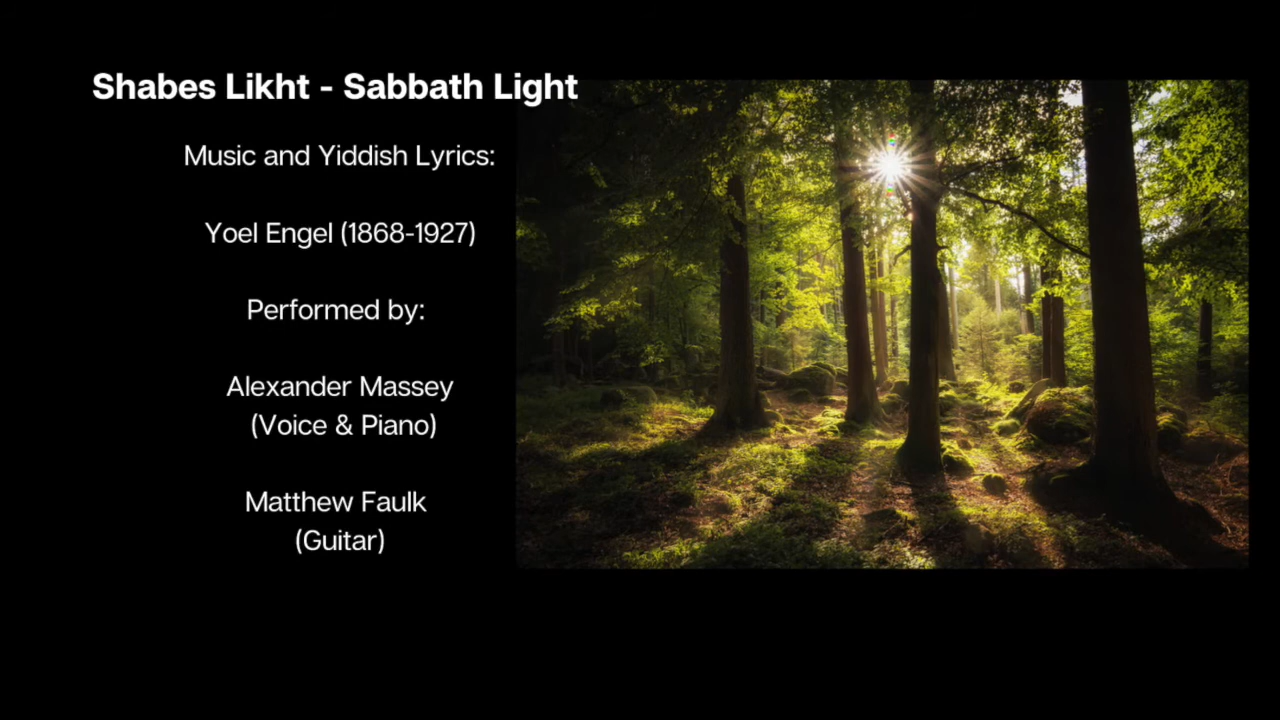 Shabes Likht - Sabbath Light
Music and Yiddish Lyrics:
Yoel Engel (1868-1927)
Performed by:
Alexander Massey
(Voice & Piano)
Matthew Faulk
(Guitar)